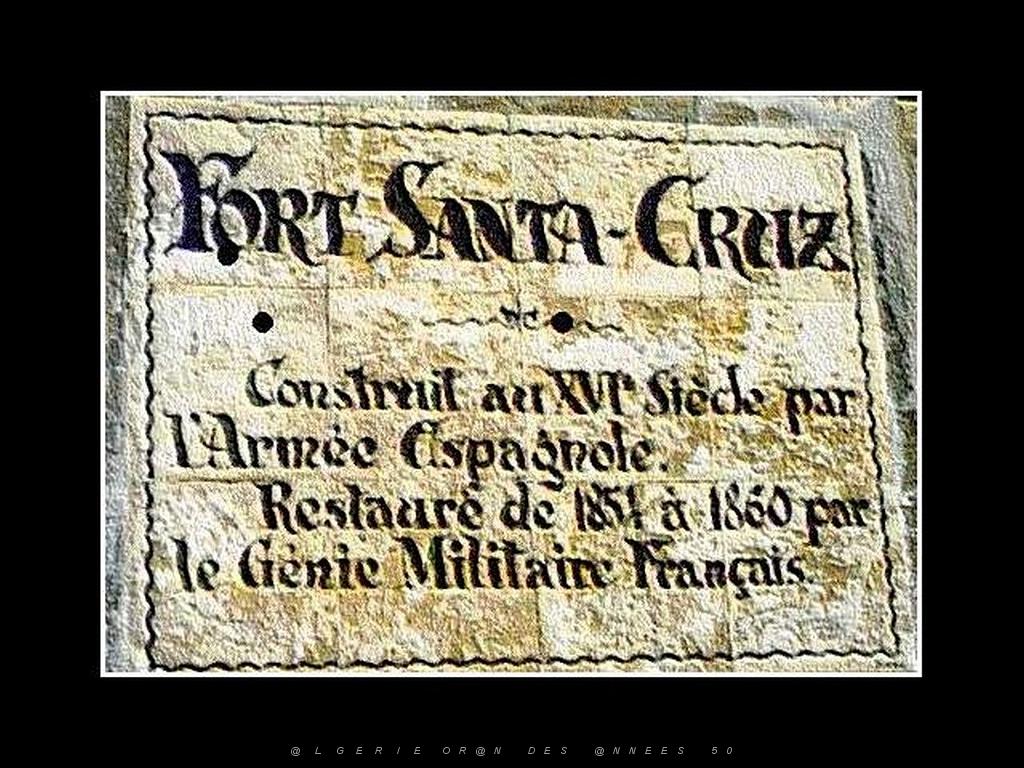 FORT SANTA-CRUZ
Construit au XVIe Siècle par
L'Armée Espagnole.
Restauré de 1854 à 1860 par
le Génie Militaire Français.
@LGERIE OR@N DES @NNEES 50